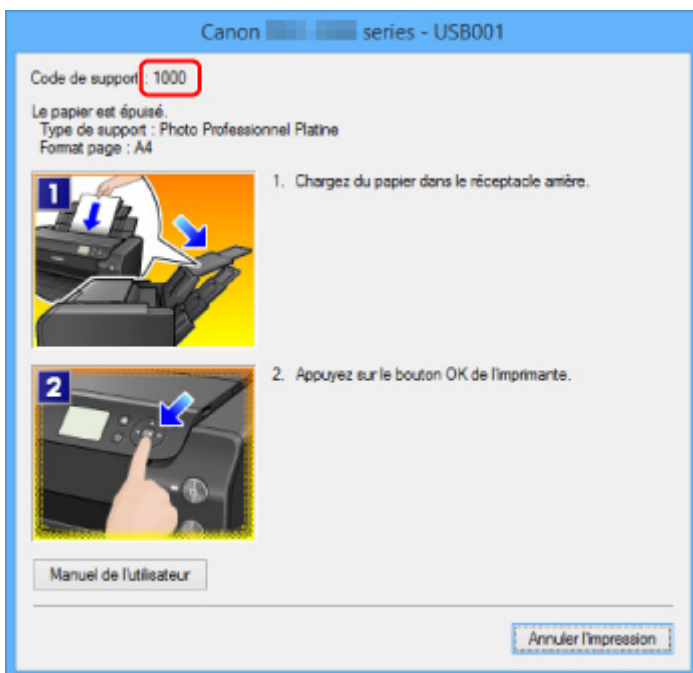 Canon series - USB001
Code de support : 1000
Le papier est épuisé.
Type de support : Photo Professionnel Platine
Format page : A4
1
1. Chargez du papier dans le réceptacle arrière.
2
2. Appuyez sur le bouton OK de l'imprimante.
Manuel de l'utilisateur
Annuler l'impression